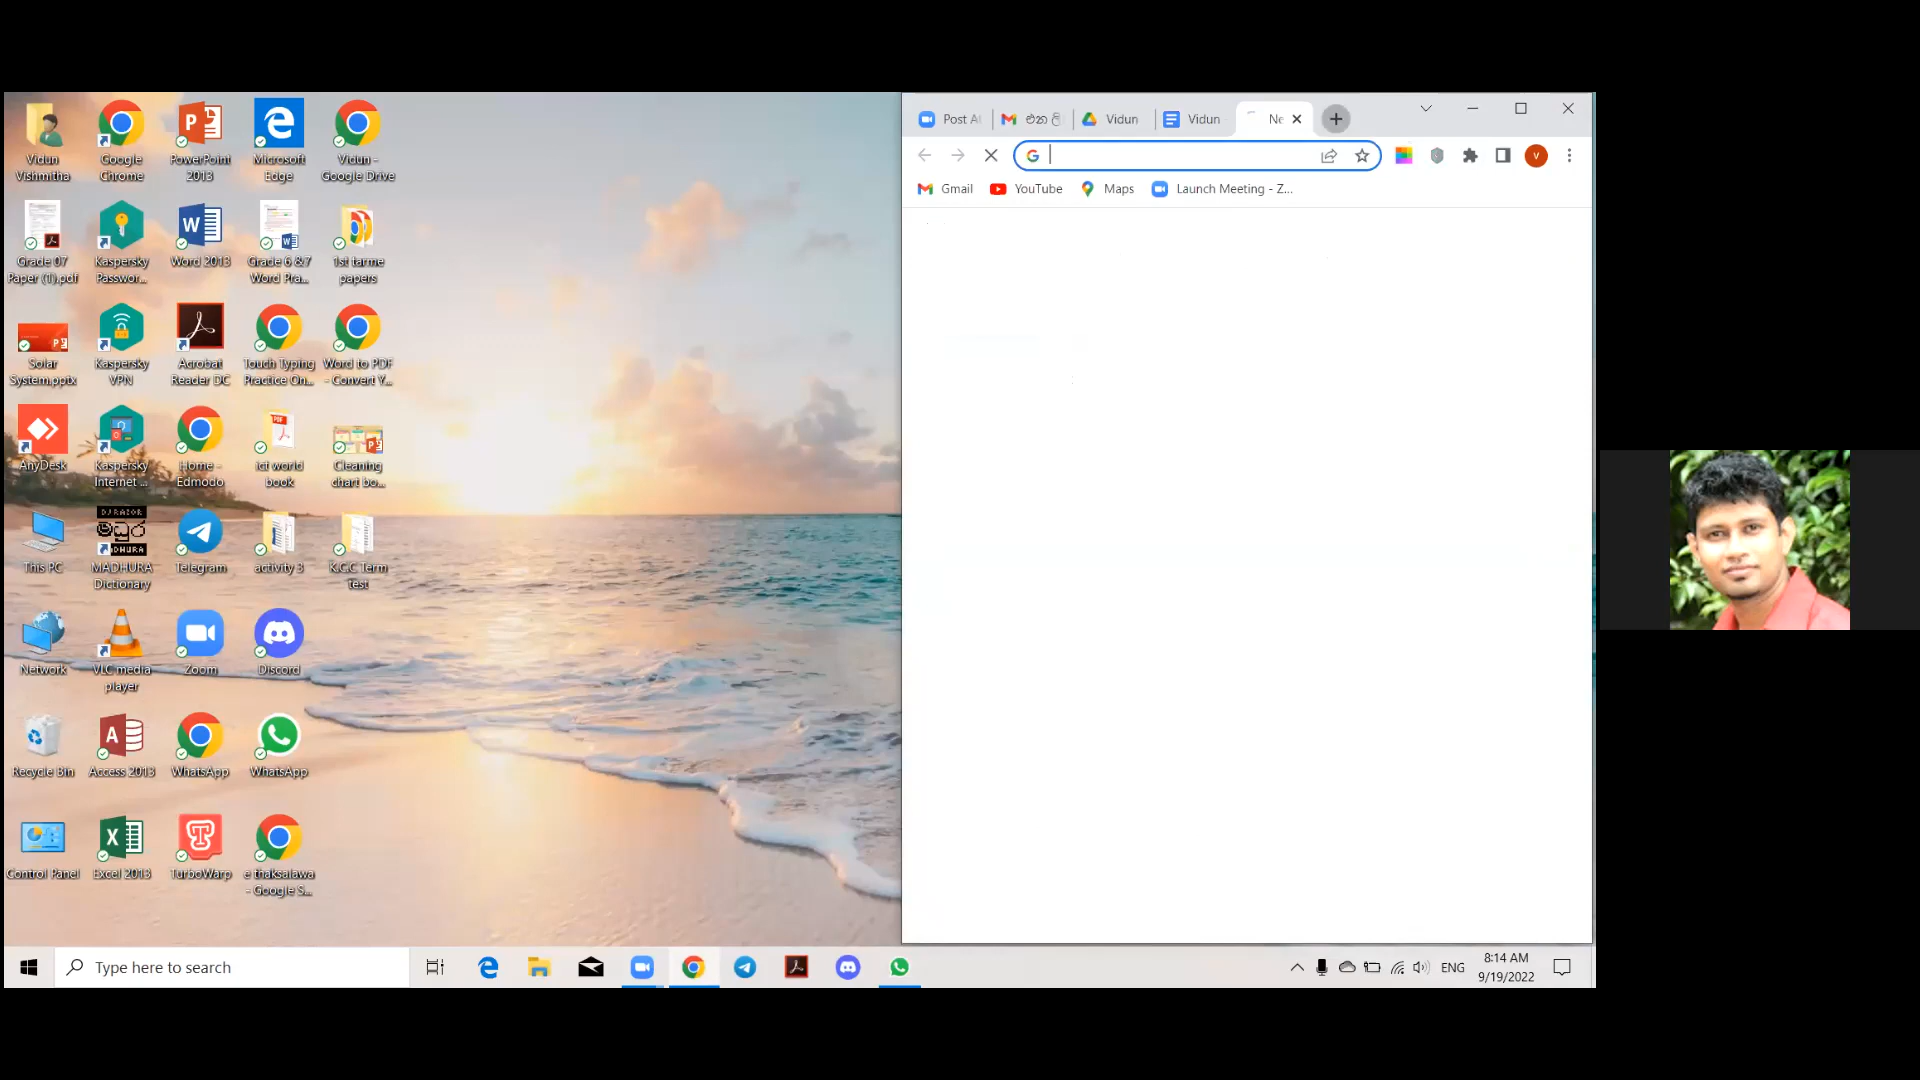 Vidun
Vishmitha
Google
Chrome
PowerPoint
2013
Microsoft
Edge
Vidun -
Google Drive
Grade 07
Paper (1).pdf
Kaspersky
Passwor...
Word 2013
Grade 6 &7
Word Pra...
1st tarme
papers
Solar
System.pptx
Kaspersky
VPN
Acrobat
Reader DC
Touch Typing
Practice On...
Word to PDF
- Convert Y...
AnyDesk
Kaspersky
Internet ...
Home -
Edmodo
ict world
book
Cleaning
chart bo...
This PC
MADHURA
Dictionary
Telegram
activity 3
K.C.C Term
Test
Network
VLC media
player
Zoom
Discord
Recycle Bin
Access 2013
WhatsApp
WhatsApp
Control Panel
Excel 2013
TurboWarp
e thaksalawa
- Google S...
Post A
Vidun
Vidun
Ne
V
Gmail
YouTube
Maps
Launch Meeting - Z...
Type here to search
ENG
8:14 AM
9/19/2022